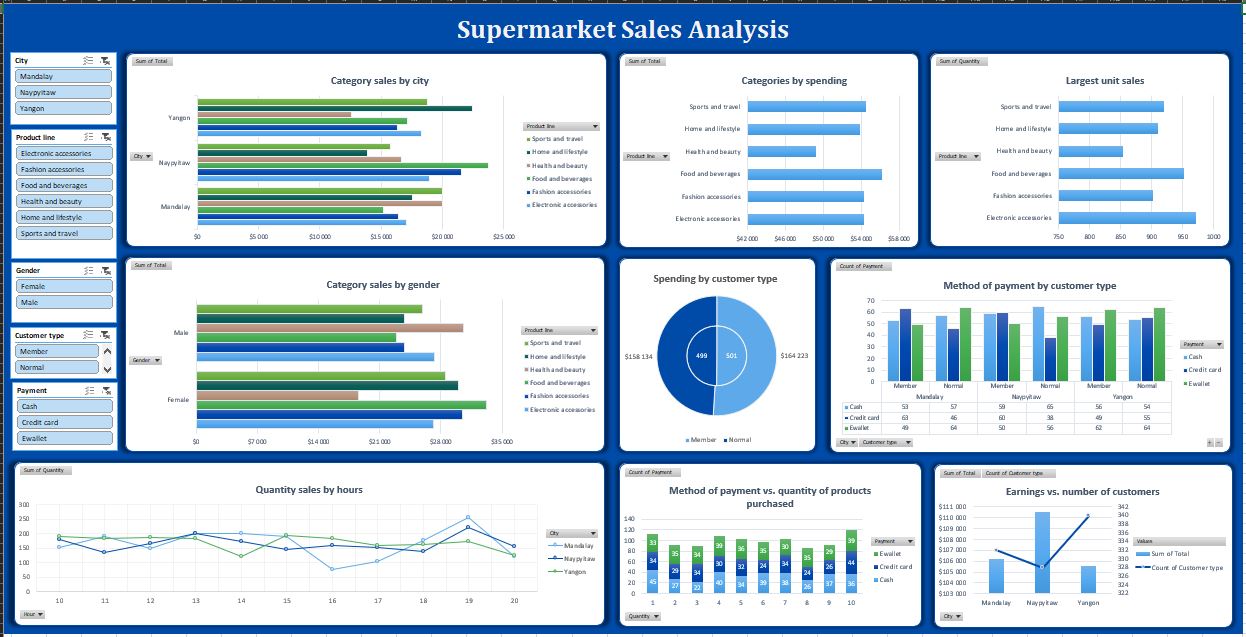 Supermarket Sales Analysis
City
Mandalay
Naypyitaw
Yangon
Product line
Electronic accessories
Fashion accessories
Food and beverages
Health and beauty
Home and lifestyle
Sports and travel
Gender
Female
Male
Customer type
Member
Normal
Payment
Cash
Credit card
Ewallet
Sum of Total
Category sales by city
Yangon
Naypyitaw
Mandalay
City
$0 $5 000 $10 000 $15 000 $20 000 $25 000
Product line
Sports and travel
Home and lifestyle
Health and beauty
Food and beverages
Fashion accessories
Electronic accessories
Sum of Total
Categories by spending
Sports and travel
Home and lifestyle
Health and beauty
Food and beverages
Fashion accessories
Electronic accessories
Product line
$42 000 $46 000 $50 000 $54 000 $58 000
Sum of Quantity
Largest unit sales
Sports and travel
Home and lifestyle
Health and beauty
Food and beverages
Fashion accessories
Electronic accessories
Product line
750 800 850 900 950 1000
Sum of Total
Category sales by gender
Male
Female
Gender
$0 $7 000 $14 000 $21 000 $28 000 $35 000
Product line
Sports and travel
Home and lifestyle
Health and beauty
Food and beverages
Fashion accessories
Electronic accessories
Spending by customer type
$158 134 499 501 $164 223
Member Normal
Count of Payment
Method of payment by customer type
70
60
50
40
30
20
10
0
Member Normal Member Normal Member Normal
Mandalay Naypyitaw Yangon
Cash 53 57 59 65 56 54
Credit card 63 46 60 38 49 55
Ewallet 49 64 50 56 62 64
Payment
Cash
Credit card
Ewallet
City Customer type
Sum of Quantity
Quantity sales by hours
300
250
200
150
100
50
0
10 11 12 13 14 15 16 17 18 19 20
City
Mandalay
Naypyitaw
Yangon
Hour
Count of Payment
Method of payment vs. quantity of products
purchased
140
120
100
80
60
40
20
0
33 35 34 39 36 35 30 35 29 39
34 29 34 30 32 24 34 24 26 44
45 27 22 40 34 39 38 26 37 36
1 2 3 4 5 6 7 8 9 10
Payment
Ewallet
Credit card
Cash
Quantity
Sum of Total Count of Customer type
Earnings vs. number of customers
$111 000
$110 000
$109 000
$108 000
$107 000
$106 000
$105 000
$104 000
$103 000
342
340
338
336
334
332
330
328
326
324
322
Mandalay Naypyitaw Yangon
Values
Sum of Total
Count of Customer type
City